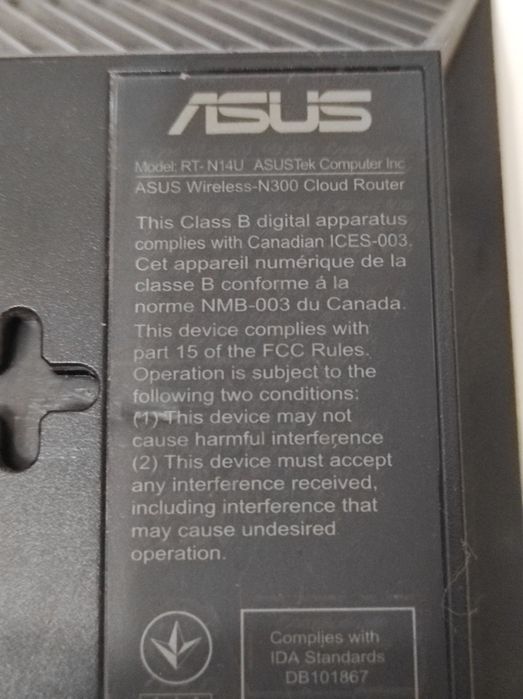 ASUS
Model: RT- N14U ASUSTek Computer Inc
ASUS Wireless-N300 Cloud Router
This Class B digital apparatus
complies with Canadian ICES-003.
Cet appareil numérique de la
classe B conforme á la
norme NMB-003 du Canada.
This device complies with
part 15 of the FCC Rules.
Operation is subject to the
following two conditions:
(1) This device may not
cause harmful interference
(2) This device must accept
any interference received,
including interference that
may cause undesired
operation.
Complies with
IDA Standards
DB101867